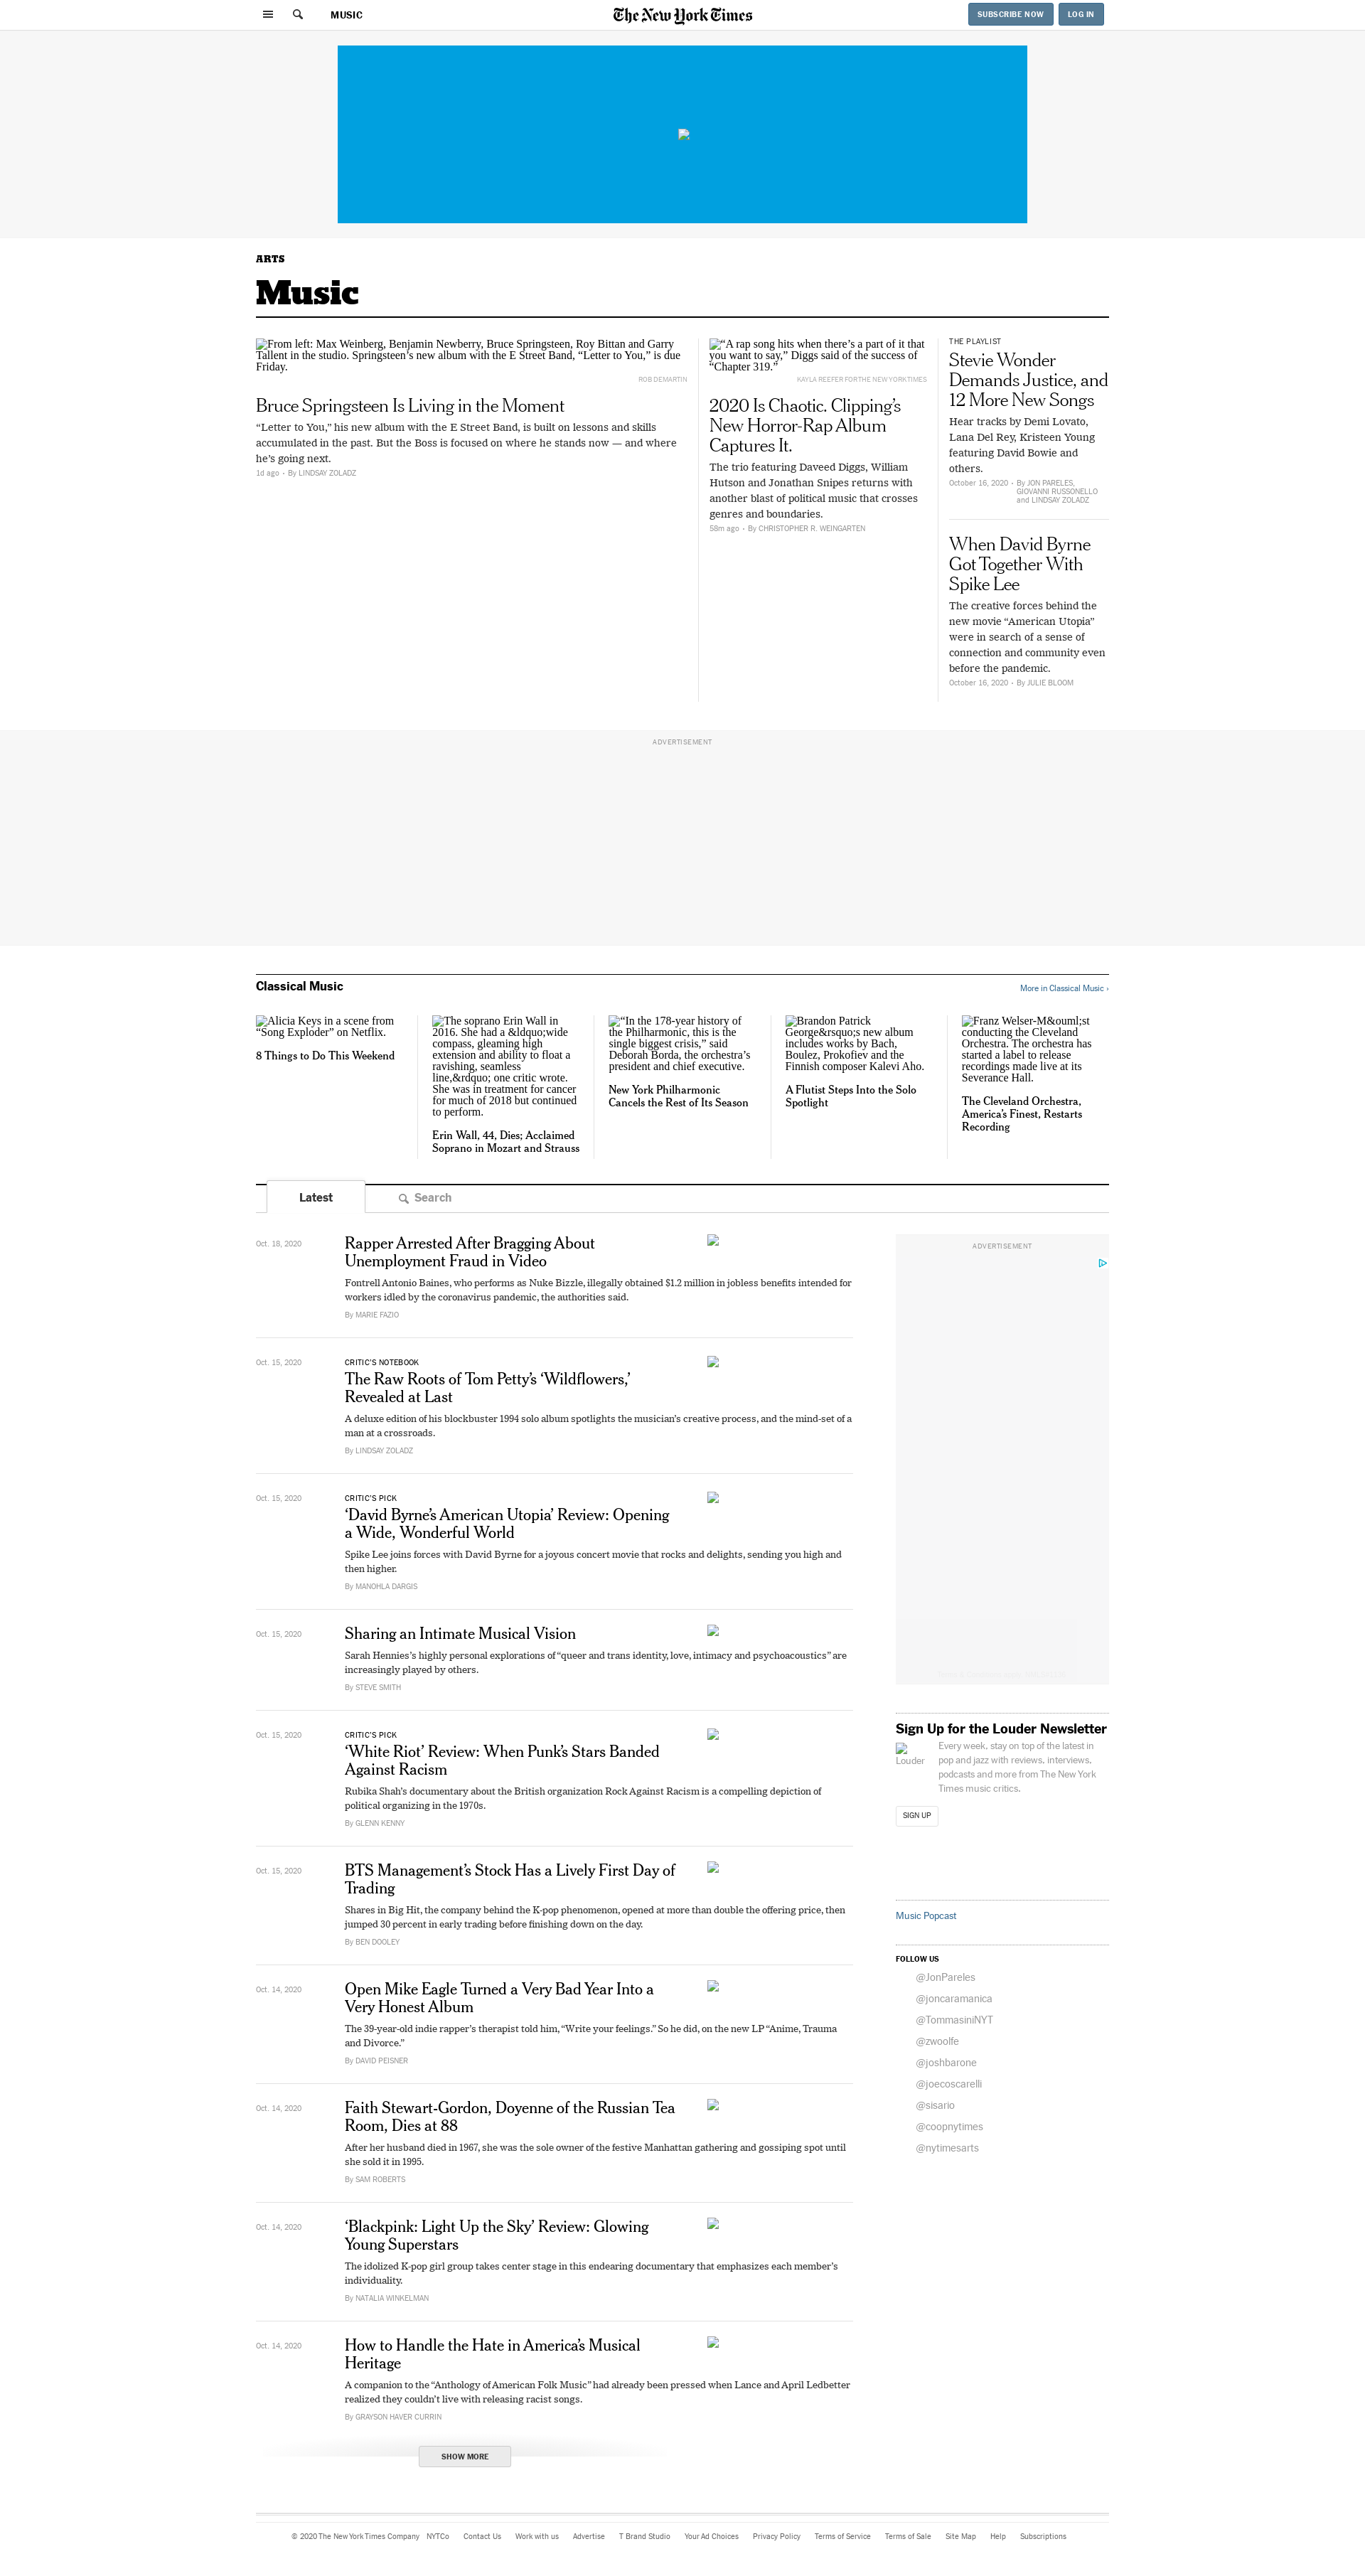 MUSIC
The New York Times
SUBSCRIBE NOW
LOG IN
ARTS
Music
From left: Max Weinberg, Benjamin Newberry, Bruce Springsteen, Roy Bittan and Garry
Tallent in the studio. Springsteen's new album with the E Street Band, “Letter to You,” is due
Friday.
ROB DEMARTIN
Bruce Springsteen Is Living in the Moment
“Letter to You,” his new album with the E Street Band, is built on lessons and skills
accumulated in the past. But the Boss is focused on where he stands now — and where
he’s going next.
1d ago • By LINDSAY ZOLADZ
“A rap song hits when there’s a part of it that
you want to say,” Diggs said of the success of
“Chapter 319.”
KAYLA REEFER FOR THE NEW YORK TIMES
2020 Is Chaotic. Clipping’s
New Horror-Rap Album
Captures It.
The trio featuring Daveed Diggs, William
Hutson and Jonathan Snipes returns with
another blast of political music that crosses
genres and boundaries.
58m ago • By CHRISTOPHER R. WEINGARTEN
THE PLAYLIST
Stevie Wonder
Demands Justice, and
12 More New Songs
Hear tracks by Demi Lovato,
Lana Del Rey, Kristeen Young
featuring David Bowie and
others.
October 16, 2020 • By JON PARELES,
GIOVANNI RUSSONELLO
and LINDSAY ZOLADZ
When David Byrne
Got Together With
Spike Lee
The creative forces behind the
new movie “American Utopia”
were in search of a sense of
connection and community even
before the pandemic.
October 16, 2020 • By JULIE BLOOM
ADVERTISEMENT
Classical Music
More in Classical Music ›
Alicia Keys in a scene from
“Song Exploder” on Netflix.
8 Things to Do This Weekend
The soprano Erin Wall in
2016. She had a &ldquo;wide
compass, gleaming high
extension and ability to float a
ravishing, seamless
line,&rdquo; one critic wrote.
She was in treatment for cancer
for much of 2018 but continued
to perform.
Erin Wall, 44, Dies; Acclaimed
Soprano in Mozart and Strauss
“In the 178-year history of
the Philharmonic, this is the
single biggest crisis,” said
Deborah Borda, the orchestra’s
president and chief executive.
New York Philharmonic
Cancels the Rest of Its Season
Brandon Patrick
George&rsquo;s new album
includes works by Bach,
Boulez, Prokofiev and the
Finnish composer Kalevi Aho.
A Flutist Steps Into the Solo
Spotlight
Franz Welser-M&ouml;st
conducting the Cleveland
Orchestra. The orchestra has
started a label to release
recordings made live at its
Severance Hall.
The Cleveland Orchestra,
America’s Finest, Restarts
Recording
Latest
Search
Oct. 18, 2020
Rapper Arrested After Bragging About
Unemployment Fraud in Video
Fontrell Antonio Baines, who performs as Nuke Bizzle, illegally obtained $1.2 million in jobless benefits intended for
workers idled by the coronavirus pandemic, the authorities said.
By MARIE FAZIO
Oct. 15, 2020
CRITIC’S NOTEBOOK
The Raw Roots of Tom Petty’s ‘Wildflowers,’
Revealed at Last
A deluxe edition of his blockbuster 1994 solo album spotlights the musician’s creative process, and the mind-set of a
man at a crossroads.
By LINDSAY ZOLADZ
Oct. 15, 2020
CRITIC’S PICK
‘David Byrne’s American Utopia’ Review: Opening
a Wide, Wonderful World
Spike Lee joins forces with David Byrne for a joyous concert movie that rocks and delights, sending you high and
then higher.
By MANOHLA DARGIS
Oct. 15, 2020
Sharing an Intimate Musical Vision
Sarah Hennies’s highly personal explorations of “queer and trans identity, love, intimacy and psychoacoustics” are
increasingly played by others.
By STEVE SMITH
Oct. 15, 2020
CRITIC’S PICK
‘White Riot’ Review: When Punk’s Stars Banded
Against Racism
Rubika Shah’s documentary about the British organization Rock Against Racism is a compelling depiction of
political organizing in the 1970s.
By GLENN KENNY
Oct. 15, 2020
BTS Management’s Stock Has a Lively First Day of
Trading
Shares in Big Hit, the company behind the K-pop phenomenon, opened at more than double the offering price, then
jumped 30 percent in early trading before finishing down on the day.
By BEN DOOLEY
Oct. 14, 2020
Open Mike Eagle Turned a Very Bad Year Into a
Very Honest Album
The 39-year-old indie rapper’s therapist told him, “Write your feelings.” So he did, on the new LP “Anime, Trauma
and Divorce.”
By DAVID PEISNER
Oct. 14, 2020
Faith Stewart-Gordon, Doyenne of the Russian Tea
Room, Dies at 88
After her husband died in 1967, she was the sole owner of the festive Manhattan gathering and gossiping spot until
she sold it in 1995.
By SAM ROBERTS
Oct. 14, 2020
‘Blackpink: Light Up the Sky’ Review: Glowing
Young Superstars
The idolized K-pop girl group takes center stage in this endearing documentary that emphasizes each member’s
individuality.
By NATALIA WINKELMAN
Oct. 14, 2020
How to Handle the Hate in America’s Musical
Heritage
A companion to the “Anthology of American Folk Music” had already been pressed when Lance and April Ledbetter
realized they couldn’t live with releasing racist songs.
By GRAYSON HAVER CURRIN
SHOW MORE
ADVERTISEMENT
Sign Up for the Louder Newsletter
Louder
Every week, stay on top of the latest in
pop and jazz with reviews, interviews,
podcasts and more from The New York
Times music critics.
SIGN UP
Music Popcast
FOLLOW US
@JonPareles
@joncaramanica
@TommasiniNYT
@zwoolfe
@joshbarone
@joecoscarelli
@sisario
@coopnytimes
@nytimesarts
© 2020 The New York Times Company NYTCo Contact Us Work with us Advertise T Brand Studio Your Ad Choices Privacy Policy Terms of Service Terms of Sale Site Map Help Subscriptions